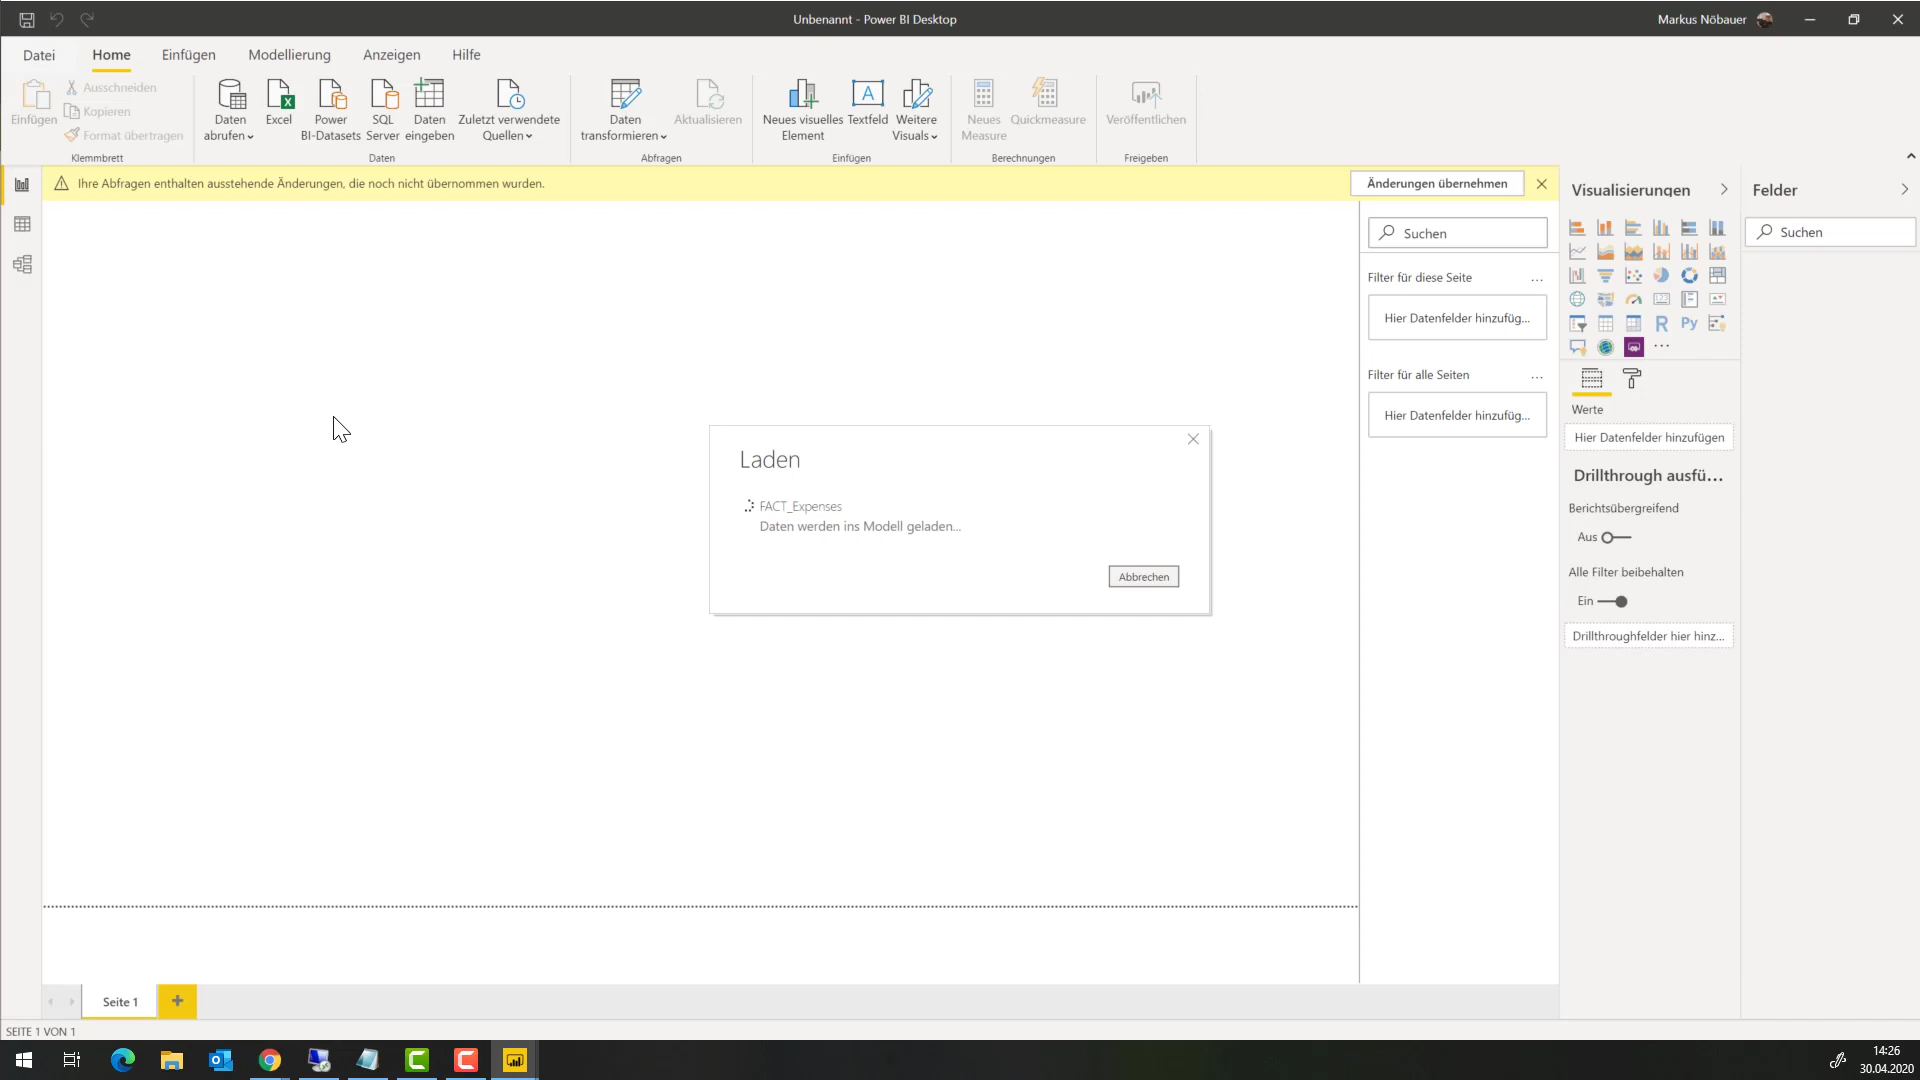 Unbenannt - Power BI Desktop
Markus Nöbauer
Datei
Home
Einfügen
Modellierung
Anzeigen
Hilfe
Einfügen
Ausschneiden
Kopieren
Format übertragen
Klemmbrett
Daten
abrufen
Excel
Power
BI-Datasets
SQL
Server
Daten
eingeben
Zuletzt verwendete
Quellen
Daten
Daten
transformieren
Aktualisieren
Abfragen
Neues visuelles
Element
Textfeld
Weitere
Visuals
Einfügen
Neues
Measure
Quickmeasure
Berechnungen
Veröffentlichen
Freigeben
Ihre Abfragen enthalten ausstehende Änderungen, die noch nicht übernommen wurden.
Änderungen übernehmen
Suchen
Filter für diese Seite
...
Hier Datenfelder hinzufüg...
Filter für alle Seiten
...
Hier Datenfelder hinzufüg...
Visualisierungen
R
Py
...
Werte
Hier Datenfelder hinzufügen
Drillthrough ausfü...
Berichtsübergreifend
Aus
Alle Filter beibehalten
Ein
Drillthroughfelder hier hinz...
Felder
Suchen
Laden
FACT_Expenses
Daten werden ins Modell geladen...
Abbrechen
Seite 1
SEITE 1 VON 1
14:26
30.04.2020